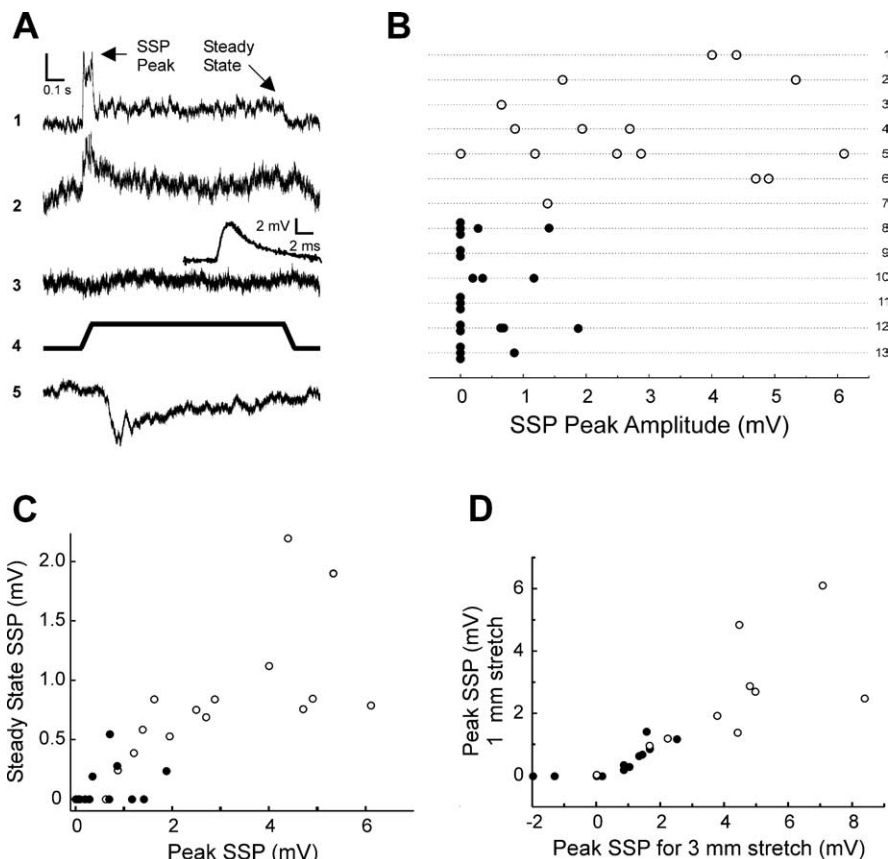 A
SSP
Peak
Steady
State
0.1 s
1
2
2 mV
2 ms
3
4
5
B
1
2
3
4
5
6
7
8
9
10
11
12
13
0 1 2 3 4 5 6
SSP Peak Amplitude (mV)
C
Steady State SSP (mV)
2.0
1.5
1.0
0.5
0
0 2 4 6
Peak SSP (mV)
D
Peak SSP (mV)
1 mm stretch
6
4
2
0
-2 0 2 4 6 8
Peak SSP for 3 mm stretch (mV)